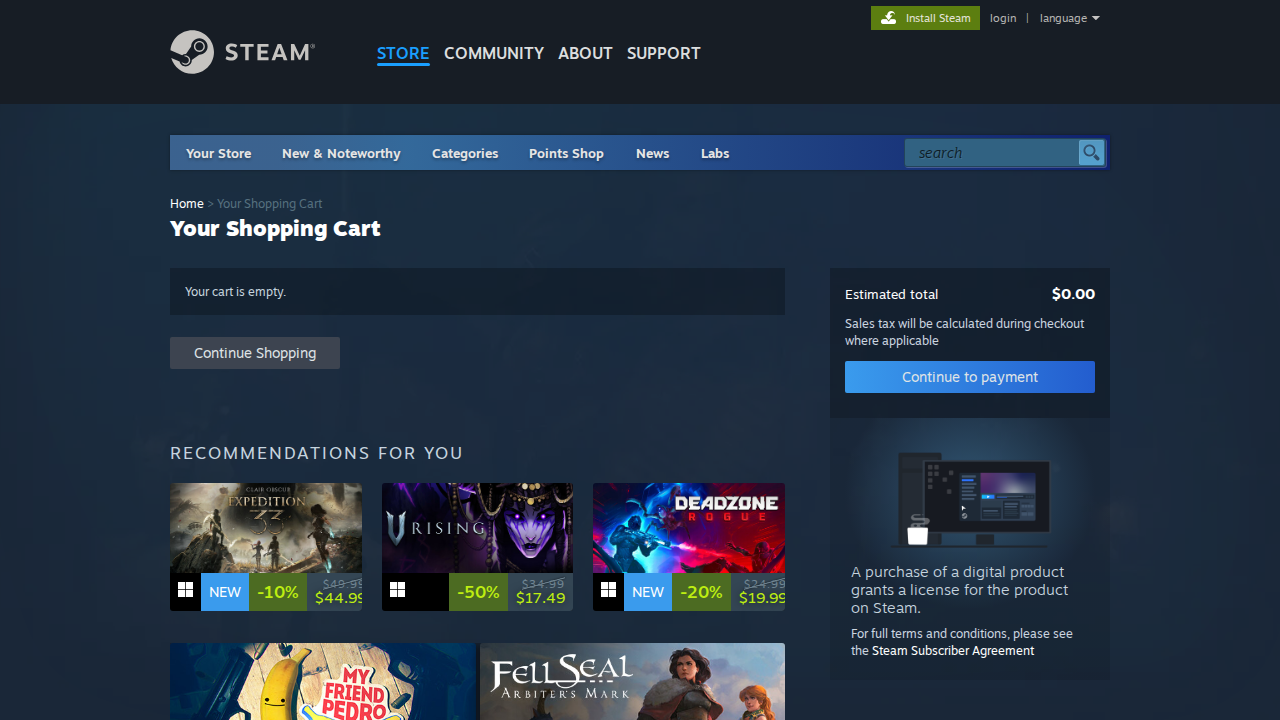 Install Steam
login | language
STEAM®
STORE COMMUNITY ABOUT SUPPORT
Your Store New & Noteworthy Categories Points Shop News Labs
search
Home > Your Shopping Cart
Your Shopping Cart
Your cart is empty.
Continue Shopping
Estimated total $0.00
Sales tax will be calculated during checkout
where applicable
Continue to payment
A purchase of a digital product
grants a license for the product
on Steam.
For full terms and conditions, please see
the Steam Subscriber Agreement
RECOMMENDATIONS FOR YOU
CLAIR OBSCUR
EXPEDITION
33
NEW -10% $49.99
$44.99
V RISING
-50% $34.99
$17.49
DEADZONE
ROGUE
NEW -20% $24.99
$19.99
MY
FRIEND
PEDRO
FELL SEAL
ARBITER'S MARK